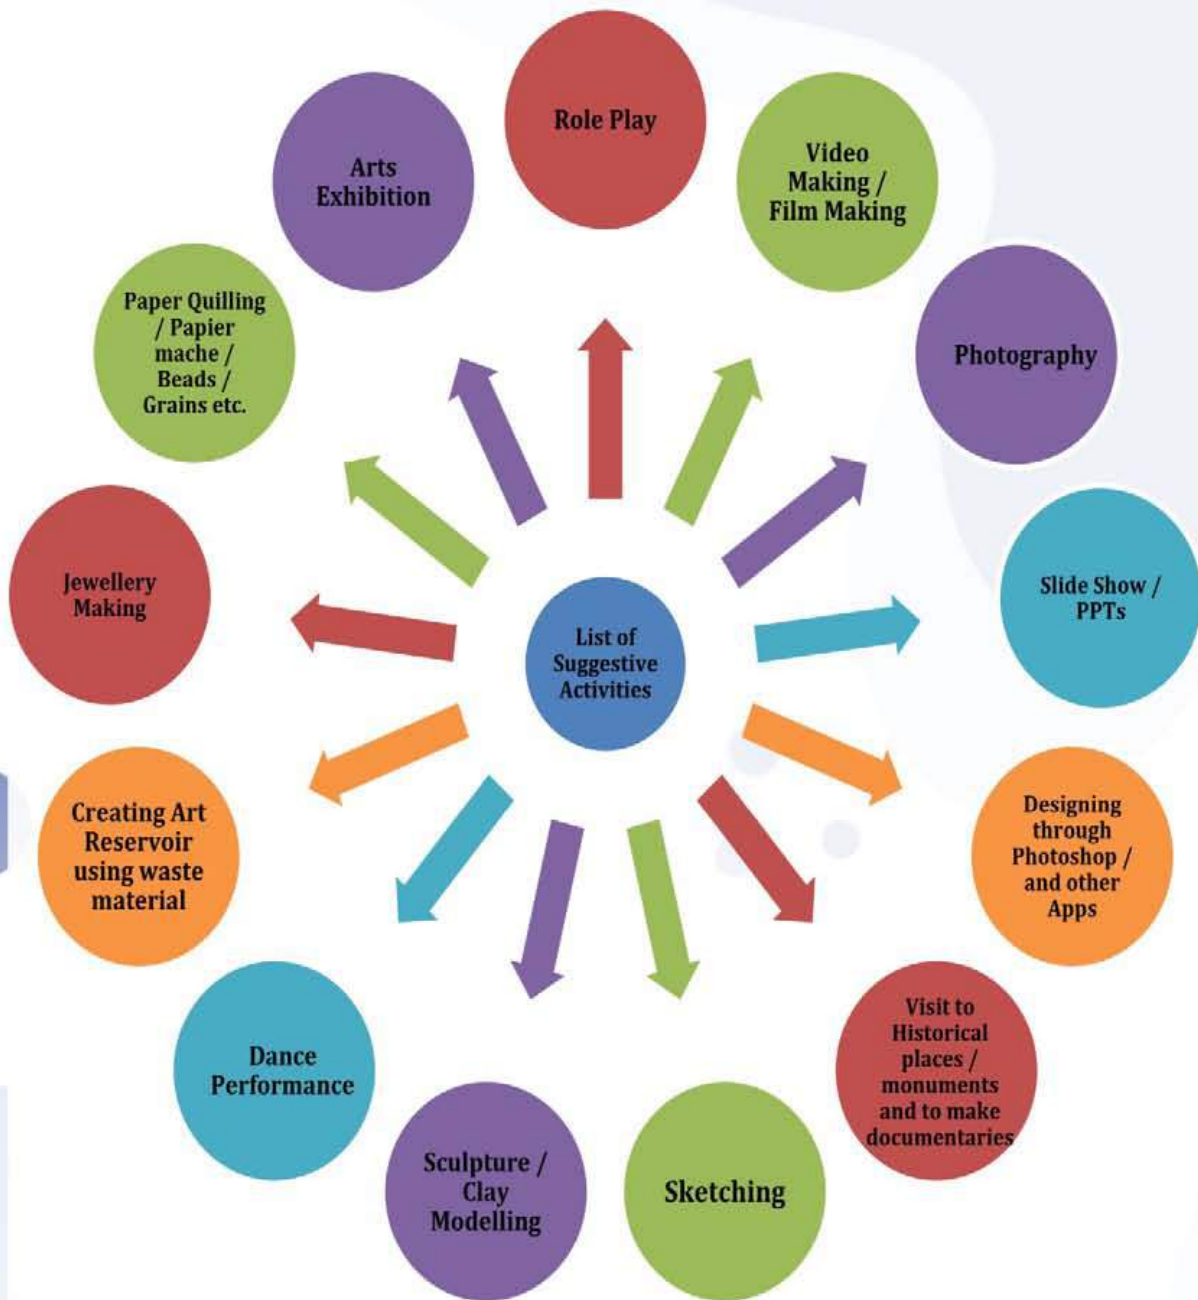 Role Play
Video
Making /
Film Making
Photography
Slide Show /
PPTs
Designing
through
Photoshop /
and other
Apps
Visit to
Historical
places /
monuments
and to make
documentaries
Sketching
Sculpture /
Clay
Modelling
Dance
Performance
Creating Art
Reservoir
using waste
material
Jewellery
Making
Paper Quilling
/ Papier
mache /
Beads /
Grains etc.
Arts
Exhibition
List of
Suggestive
Activities